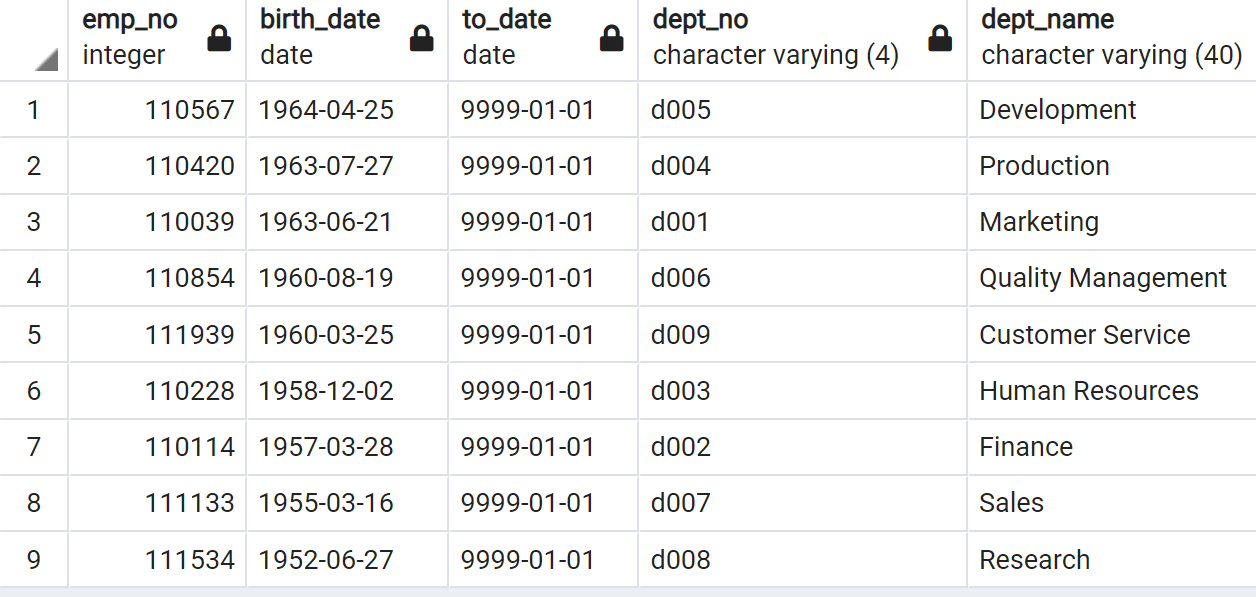 emp_no birth_date to_date dept_no dept_name
integer date date character varying (4) character varying (40)
1 110567 1964-04-25 9999-01-01 d005 Development
2 110420 1963-07-27 9999-01-01 d004 Production
3 110039 1963-06-21 9999-01-01 d001 Marketing
4 110854 1960-08-19 9999-01-01 d006 Quality Management
5 111939 1960-03-25 9999-01-01 d009 Customer Service
6 110228 1958-12-02 9999-01-01 d003 Human Resources
7 110114 1957-03-28 9999-01-01 d002 Finance
8 111133 1955-03-16 9999-01-01 d007 Sales
9 111534 1952-06-27 9999-01-01 d008 Research